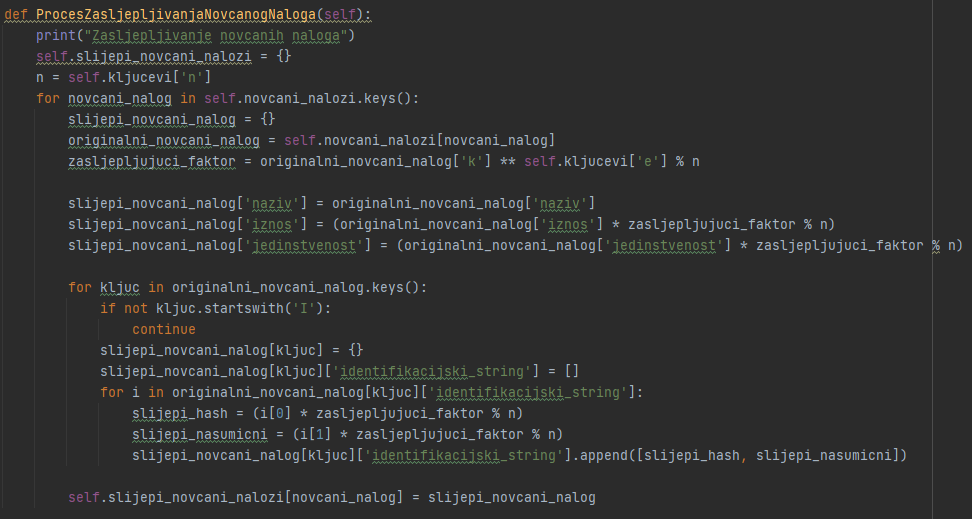 def ProcesZasljepljivanjaNovcanogNaloga(self):
    print("Zasljepljivanje novcanih naloga")
    self.slijepi_novcani_nalozi = {}
    n = self.kljucevi['n']
    for novcani_nalog in self.novcani_nalozi.keys():
        slijepi_novcani_nalog = {}
        originalni_novcani_nalog = self.novcani_nalozi[novcani_nalog]
        zasljepljujuci_faktor = originalni_novcani_nalog['k'] ** self.kljucevi['e'] % n

        slijepi_novcani_nalog['naziv'] = originalni_novcani_nalog['naziv']
        slijepi_novcani_nalog['iznos'] = (originalni_novcani_nalog['iznos'] * zasljepljujuci_faktor % n)
        slijepi_novcani_nalog['jedinstvenost'] = (originalni_novcani_nalog['jedinstvenost'] * zasljepljujuci_faktor % n)

        for kljuc in originalni_novcani_nalog.keys():
            if not kljuc.startswith('I'):
                continue
            slijepi_novcani_nalog[kljuc] = {}
            slijepi_novcani_nalog[kljuc]['identifikacijski_string'] = []
            for i in originalni_novcani_nalog[kljuc]['identifikacijski_string']:
                slijepi_hash = (i[0] * zasljepljujuci_faktor % n)
                slijepi_nasumicni = (i[1] * zasljepljujuci_faktor % n)
                slijepi_novcani_nalog[kljuc]['identifikacijski_string'].append([slijepi_hash, slijepi_nasumicni])

        self.slijepi_novcani_nalozi[novcani_nalog] = slijepi_novcani_nalog